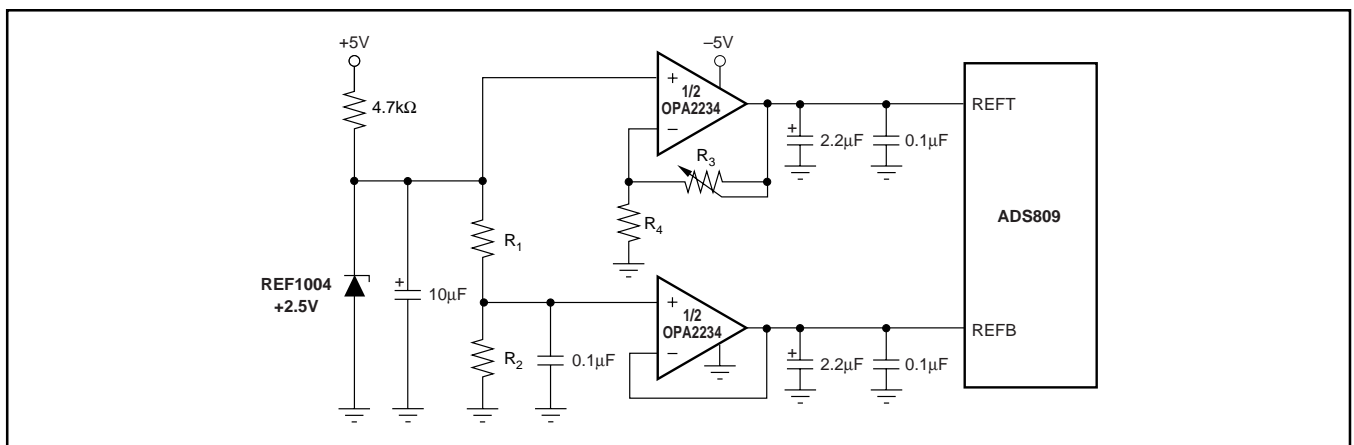 +5V
–5V
4.7kΩ
+
1/2
OPA2234
–
REFT
+
2.2µF
0.1µF
R3
R4
ADS809
R1
REF1004
+2.5V
+
10µF
+
1/2
OPA2234
–
REFB
R2
0.1µF
+
2.2µF
0.1µF